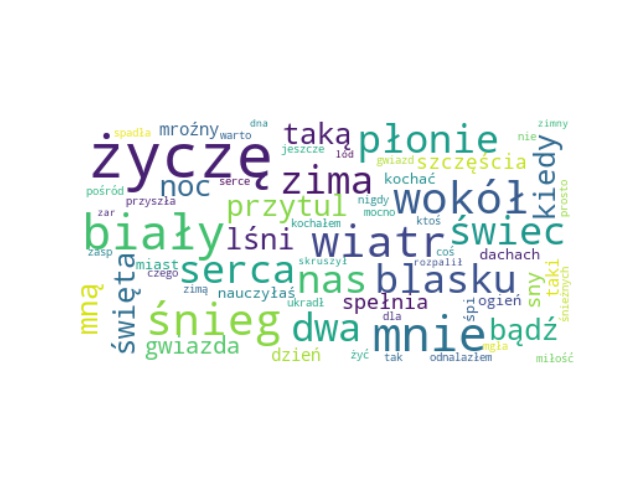 dna zimny
spadła mroźny warto taką płonie nie
życzę jeszcze lód gwiazd szczęścia kiedy
pośród noc serce zima kochać wokół prosto
przyszła przytul nigdy mocno
zar biały lśni kochałem wiatr ktoś świec
zasp miast czego serca skruszył nas rozpalił coś blasku dachach taki śnieżnych
mną święta zimą nauczyłaś ukradł spełnia śpi ogień sny
śnieg dwa dla mnie bądź
gwiazda dzień żyć tak odnalazłem mgła miłość